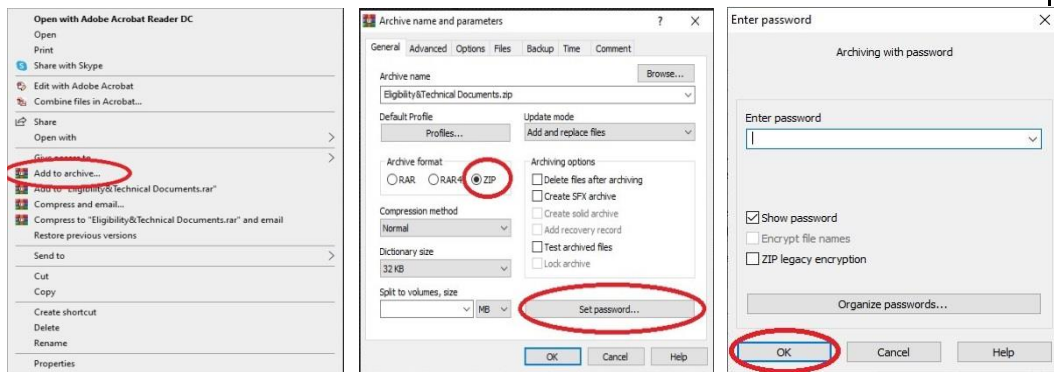 Open with Adobe Acrobat Reader DC
Open
Print
Share with Skype
Edit with Adobe Acrobat
Combine files in Acrobat...
Share
Open with
Give access to
Add to archive...
Add to "Eligibility&Technical Documents.rar"
Compress and email...
Compress to "Eligibility&Technical Documents.rar" and email
Restore previous versions
Send to
Cut
Copy
Create shortcut
Delete
Rename
Properties
Archive name and parameters
General Advanced Options Files Backup Time Comment
Archive name
Browse...
Eligibility&Technical Documents.zip
Default Profile
Profiles...
Update mode
Add and replace files
Archive format
RAR RAR4 ZIP
Compression method
Normal
Dictionary size
32 KB
Split to volumes, size
MB
Archiving options
Delete files after archiving
Create SFX archive
Create solid archive
Add recovery record
Test archived files
Lock archive
Set password...
OK Cancel Help
Enter password
Archiving with password
Enter password
Show password
Encrypt file names
ZIP legacy encryption
Organize passwords...
OK Cancel Help